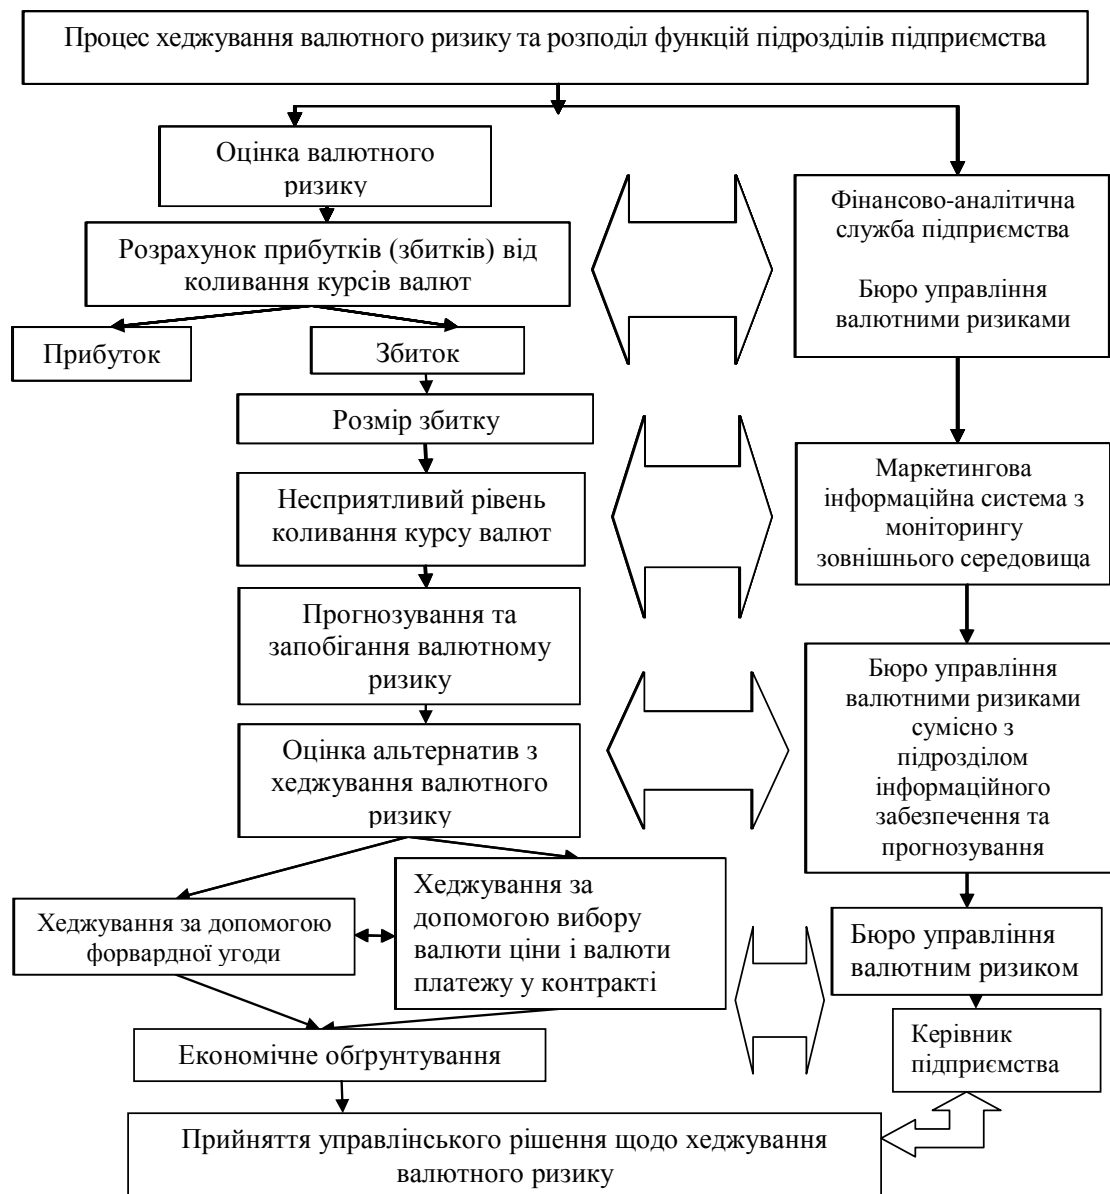 Процес хеджування валютного ризику та розподіл функцій підрозділів підприємства
Оцінка валютного
ризику
Розрахунок прибутків (збитків) від
коливання курсів валют
Прибуток
Збиток
Розмір збитку
Несприятливий рівень
коливання курсу валют
Прогнозування та
запобігання валютному
ризику
Оцінка альтернатив з
хеджування валютного
ризику
Хеджування за допомогою
форвардної угоди
Хеджування за
допомогою вибору
валюти ціни і валюти
платежу у контракті
Економічне обґрунтування
Прийняття управлінського рішення щодо хеджування
валютного ризику
Фінансово-аналітична
служба підприємства
Бюро управління
валютними ризиками
Маркетингова
інформаційна система з
моніторингу
зовнішнього середовища
Бюро управління
валютними ризиками
сумісно з
підрозділом
інформаційного
забезпечення та
прогнозування
Бюро управління
валютним ризиком
Керівник
підприємства